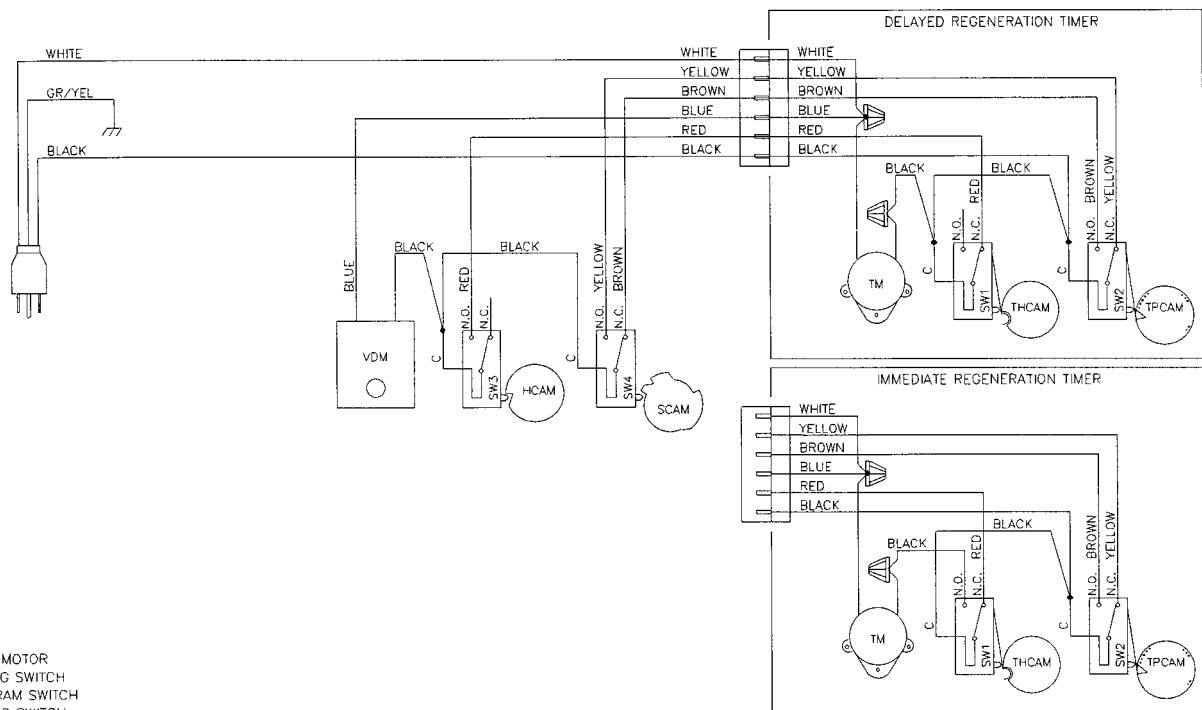 DELAYED REGENERATION TIMER
WHITE
WHITE
WHITE
YELLOW
YELLOW
GR/YEL
BROWN
BROWN
BLUE
BLUE
RED
RED
BLACK
BLACK
BLACK
BLACK
BLACK
N.O.
RED
N.C.
BROWN
N.O.
YELLOW
N.C.
C
C
TM
SW1
THCAM
SW2
TPCAM
BLUE
BLACK
RED
BLACK
YELLOW
BROWN
N.O.
N.C.
N.O.
N.C.
C
C
VDM
SW3
HCAM
SW4
SCAM
IMMEDIATE REGENERATION TIMER
WHITE
YELLOW
BROWN
BLUE
RED
BLACK
BLACK
BLACK
N.O.
RED
N.C.
BROWN
N.O.
YELLOW
N.C.
C
C
TM
SW1
THCAM
SW2
TPCAM
MOTOR
G SWITCH
RAM SWITCH